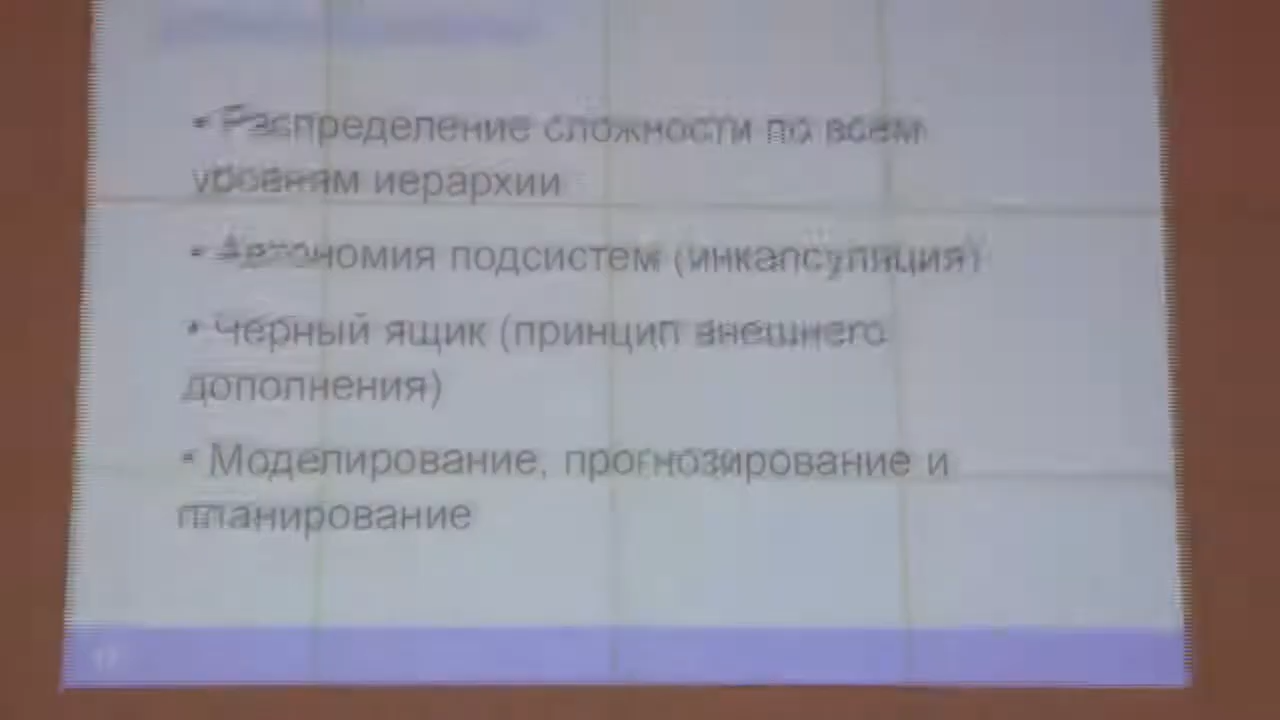 • Распределение сложности по всем
уровням иерархии
• Автономия подсистем (инкапсуляция)
• Черный ящик (принцип внешнего
дополнения)
• Моделирование, прогнозирование и
планирование